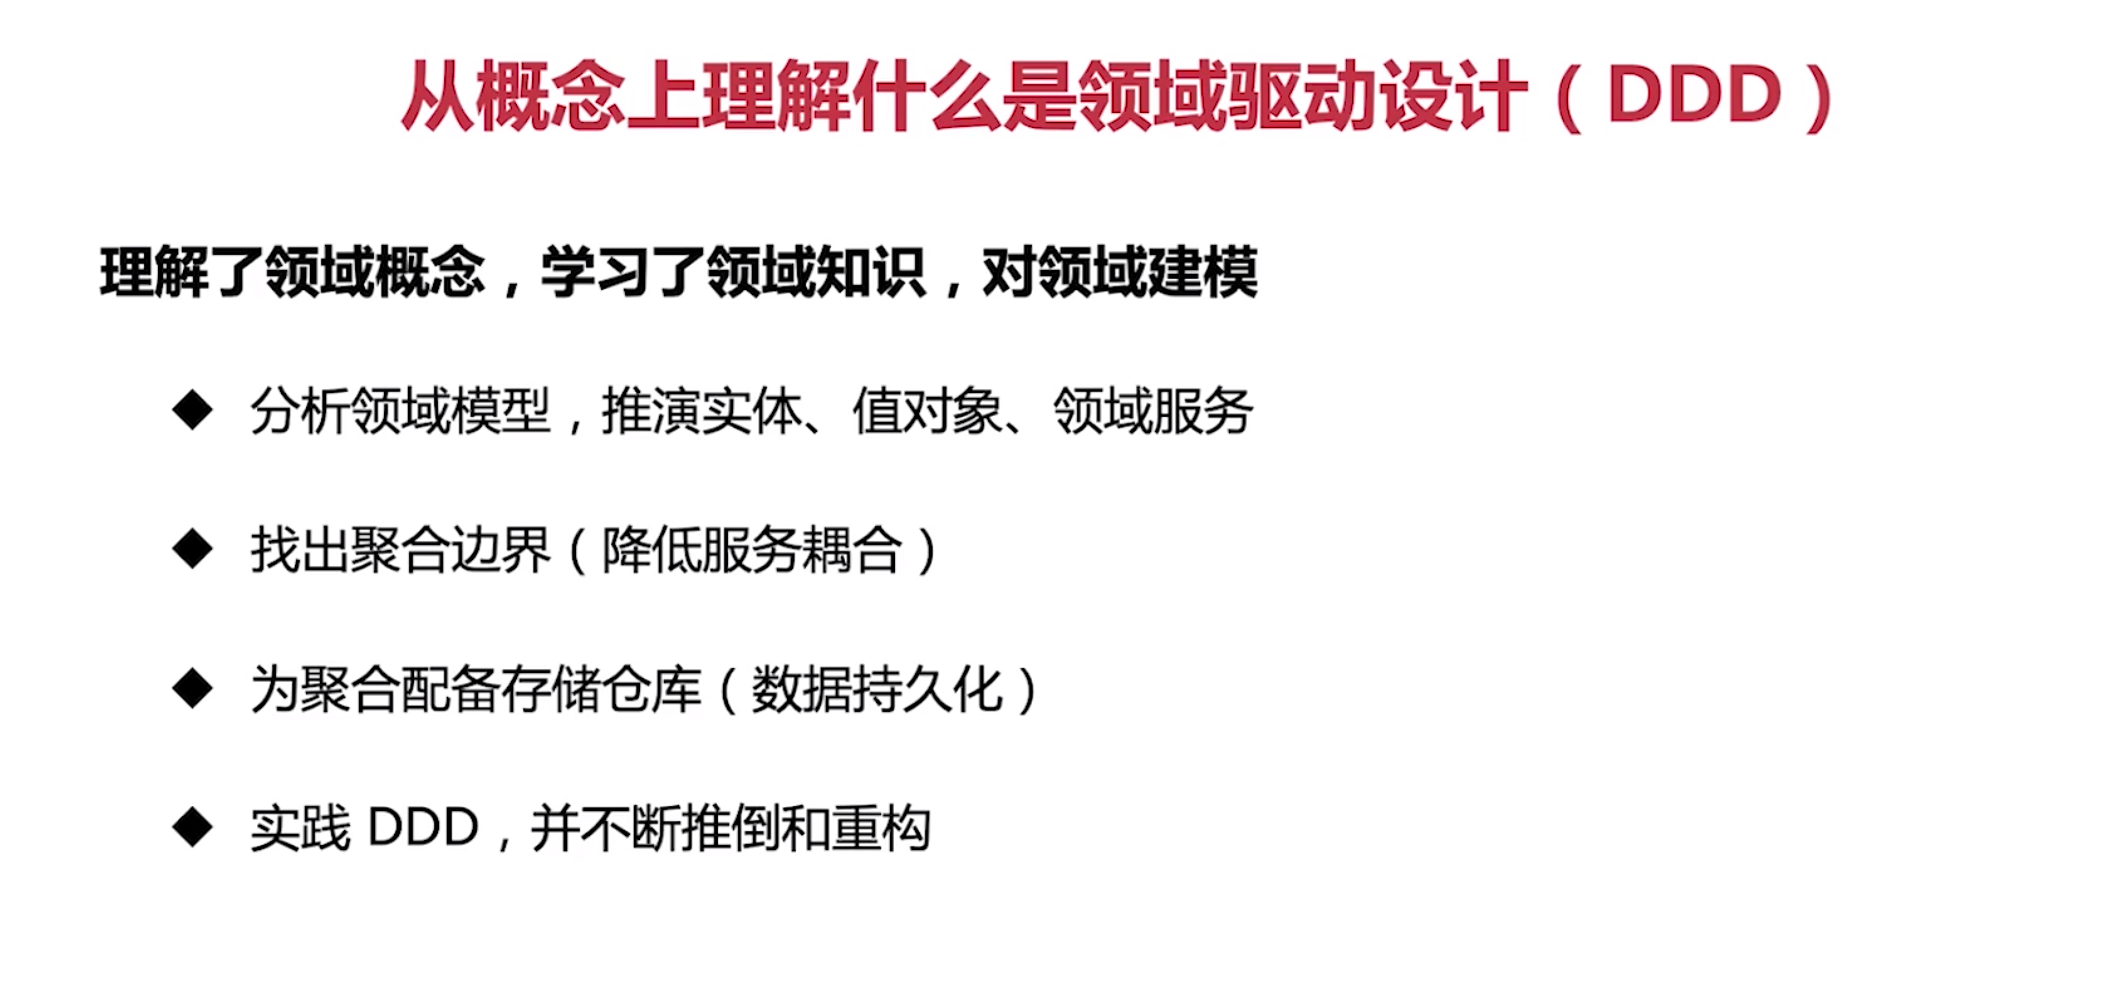 从概念上理解什么是领域驱动设计（DDD）
理解了领域概念，学习了领域知识，对领域建模
◆ 分析领域模型，推演实体、值对象、领域服务
◆ 找出聚合边界（降低服务耦合）
◆ 为聚合配备存储仓库（数据持久化）
◆ 实践 DDD，并不断推倒和重构